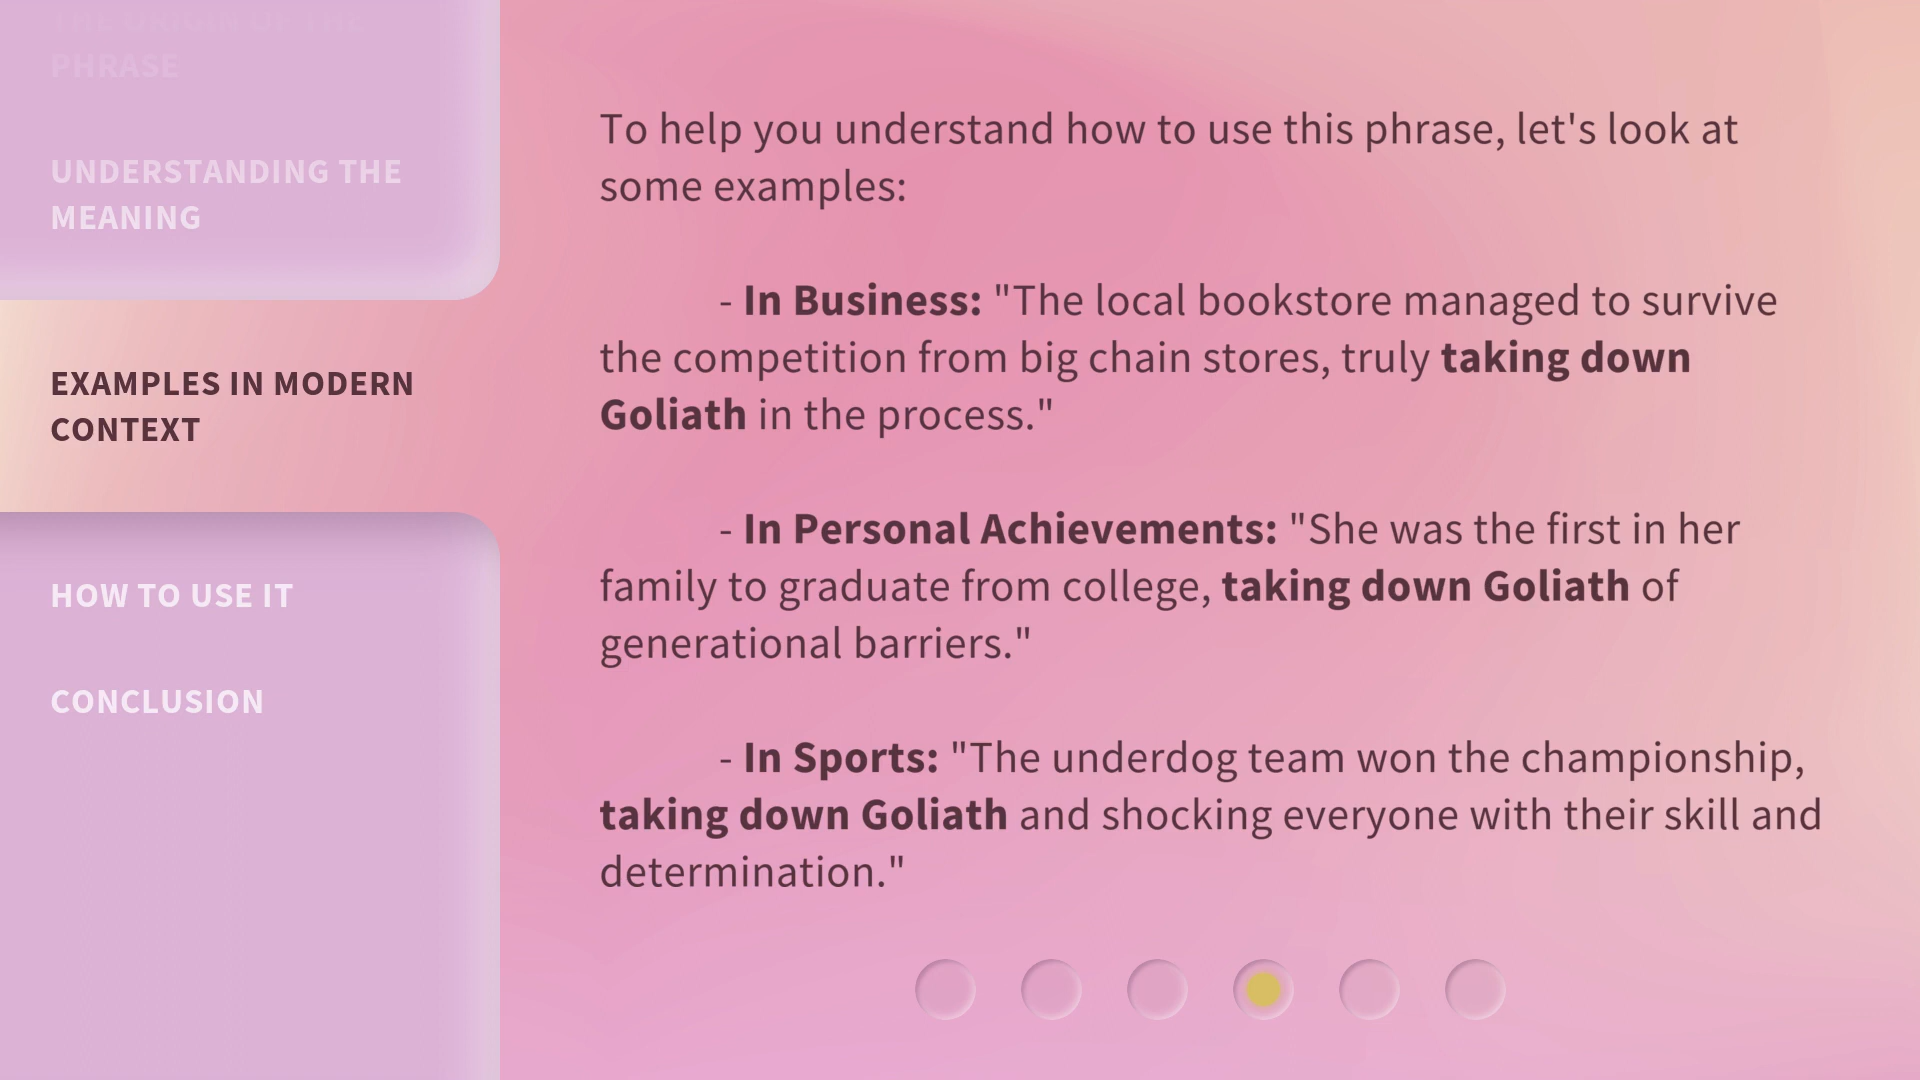 THE ORIGIN OF THE
PHRASE
UNDERSTANDING THE
MEANING
EXAMPLES IN MODERN
CONTEXT
HOW TO USE IT
CONCLUSION
To help you understand how to use this phrase, let's look at
some examples:
- In Business: "The local bookstore managed to survive
the competition from big chain stores, truly taking down
Goliath in the process."
- In Personal Achievements: "She was the first in her
family to graduate from college, taking down Goliath of
generational barriers."
- In Sports: "The underdog team won the championship,
taking down Goliath and shocking everyone with their skill and
determination."